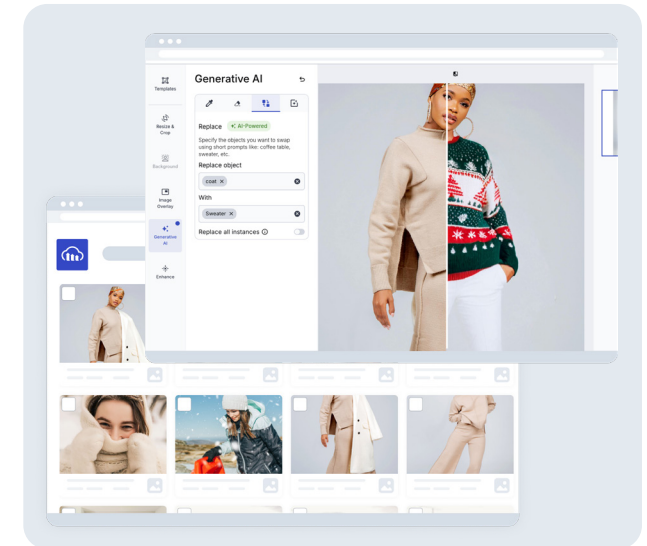 Templates
Resize &
Crop
Background
Image
Overlay
Generative
AI
Enhance
Generative AI
Replace
AI-Powered
Specify the objects you want to swap
using short prompts like: coffee table,
sweater, etc.
Replace object
coat ×
With
Sweater ×
Replace all instances